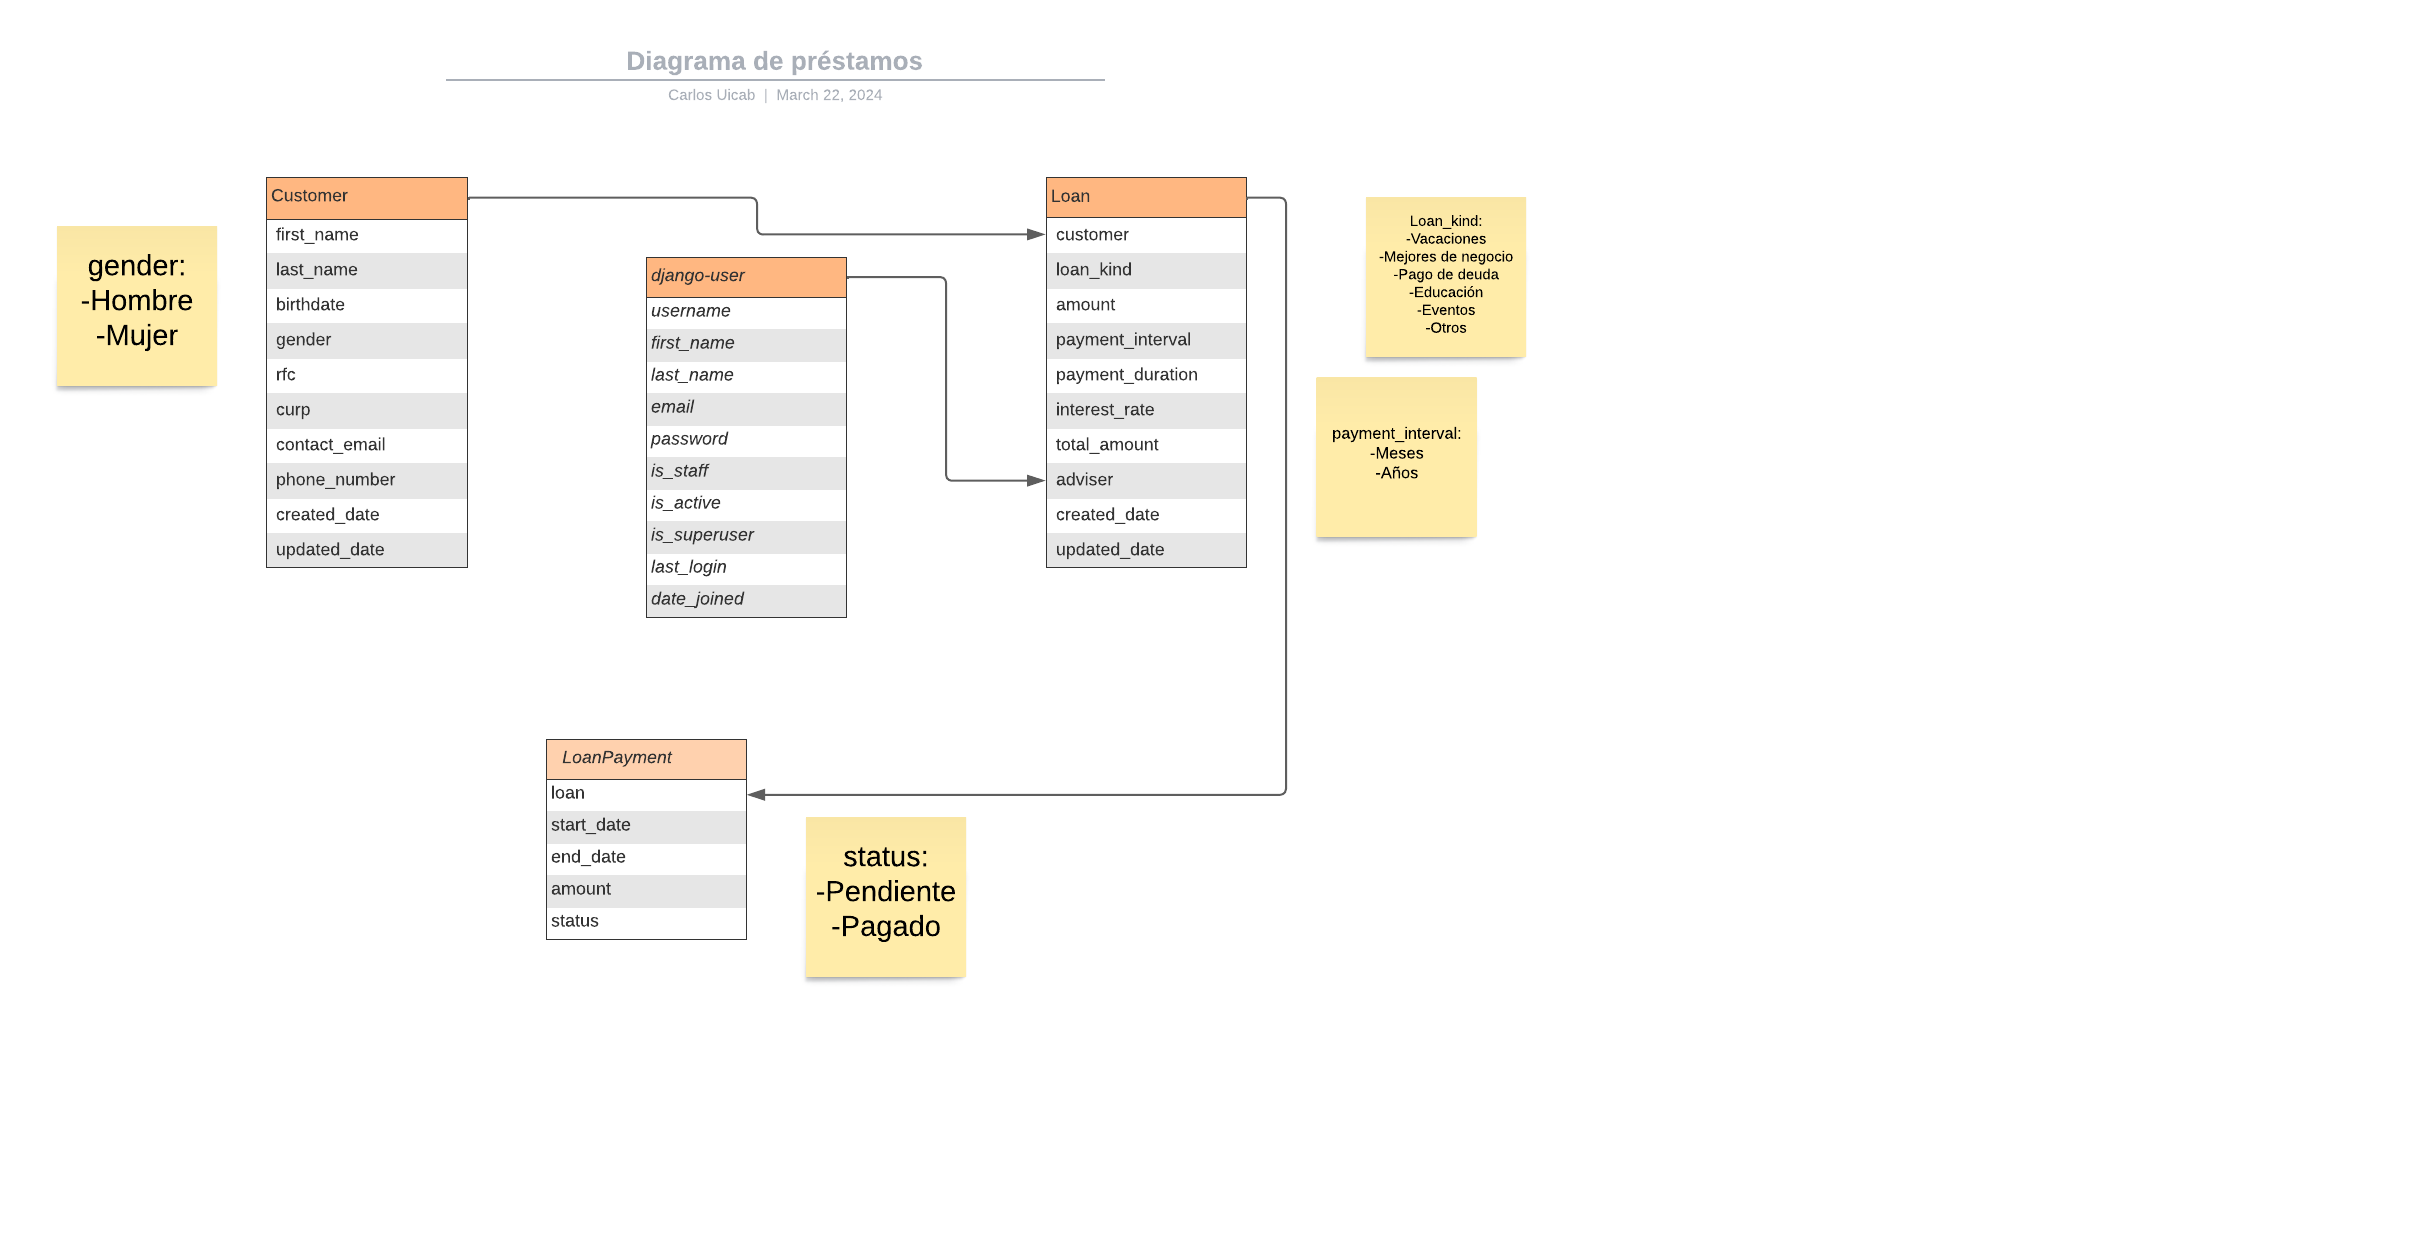 Diagrama de préstamos
Carlos Uicab | March 22, 2024
gender:
-Hombre
-Mujer
Customer
first_name
last_name
birthdate
gender
rfc
curp
contact_email
phone_number
created_date
updated_date
django-user
username
first_name
last_name
email
password
is_staff
is_active
is_superuser
last_login
date_joined
Loan
customer
loan_kind
amount
payment_interval
payment_duration
interest_rate
total_amount
adviser
created_date
updated_date
Loan_kind:
-Vacaciones
-Mejores de negocio
-Pago de deuda
-Educación
-Eventos
-Otros
payment_interval:
-Meses
-Años
LoanPayment
loan
start_date
end_date
amount
status
status:
-Pendiente
-Pagado